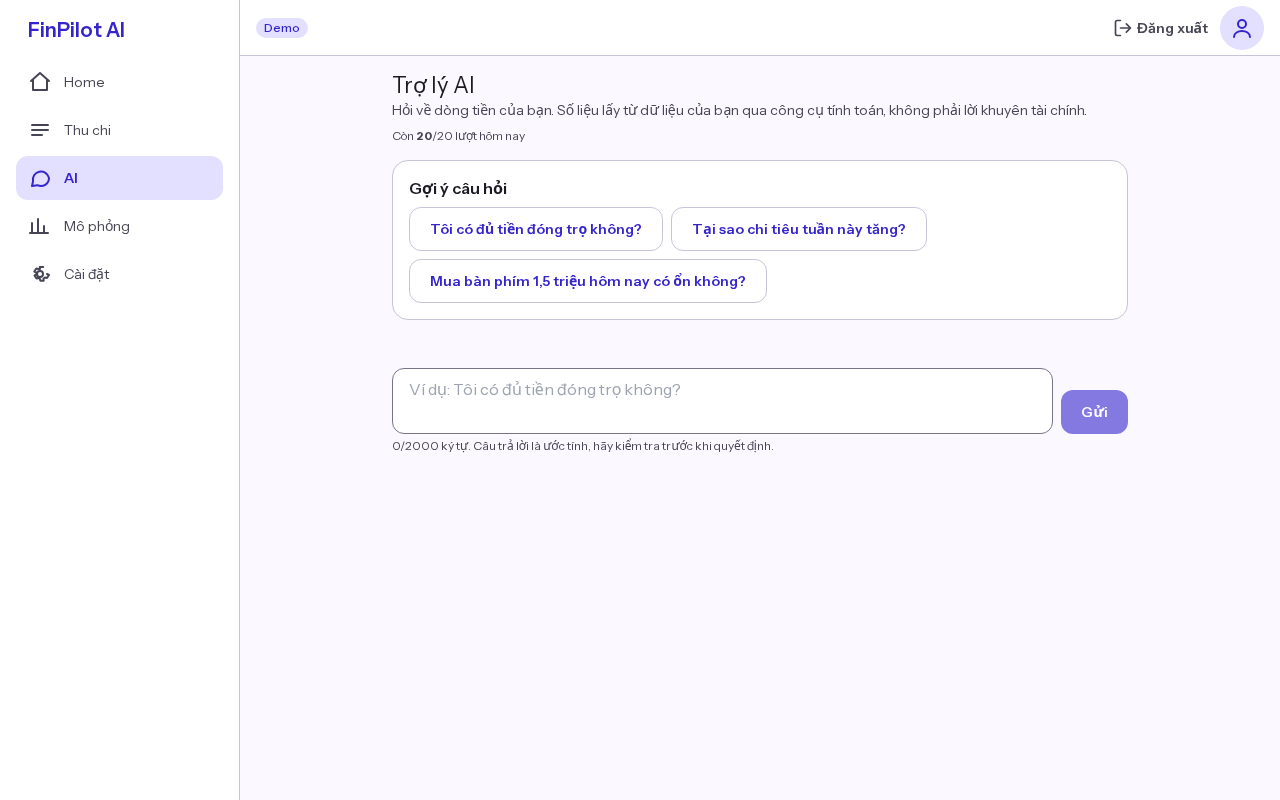 FinPilot AI
Home
Thu chi
AI
Mô phỏng
Cài đặt
Demo
Đăng xuất
Trợ lý AI
Hỏi về dòng tiền của bạn. Số liệu lấy từ dữ liệu của bạn qua công cụ tính toán, không phải lời khuyên tài chính.
Còn 20/20 lượt hôm nay
Gợi ý câu hỏi
Tôi có đủ tiền đóng trọ không?
Tại sao chi tiêu tuần này tăng?
Mua bàn phím 1,5 triệu hôm nay có ổn không?
Ví dụ: Tôi có đủ tiền đóng trọ không?
Gửi
0/2000 ký tự. Câu trả lời là ước tính, hãy kiểm tra trước khi quyết định.